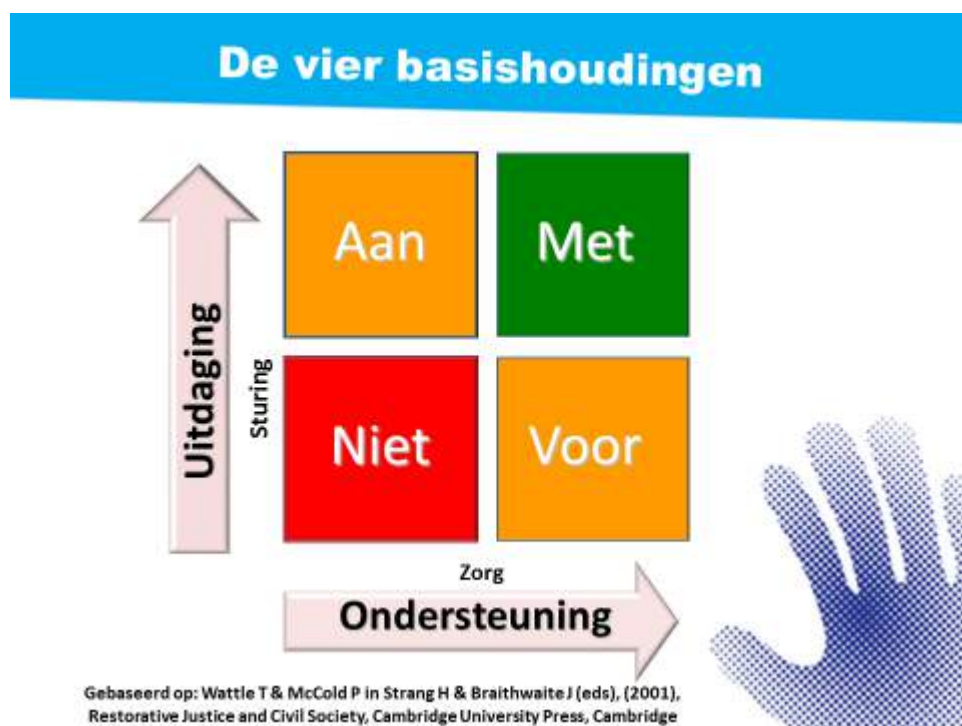 De vier basishoudingen
Aan
Met
Uitdaging
Sturing
Niet
Voor
Zorg
Ondersteuning
Gebaseerd op: Wattle T & McCold P in Strang H & Braithwaite J (eds), (2001),
Restorative Justice and Civil Society, Cambridge University Press, Cambridge